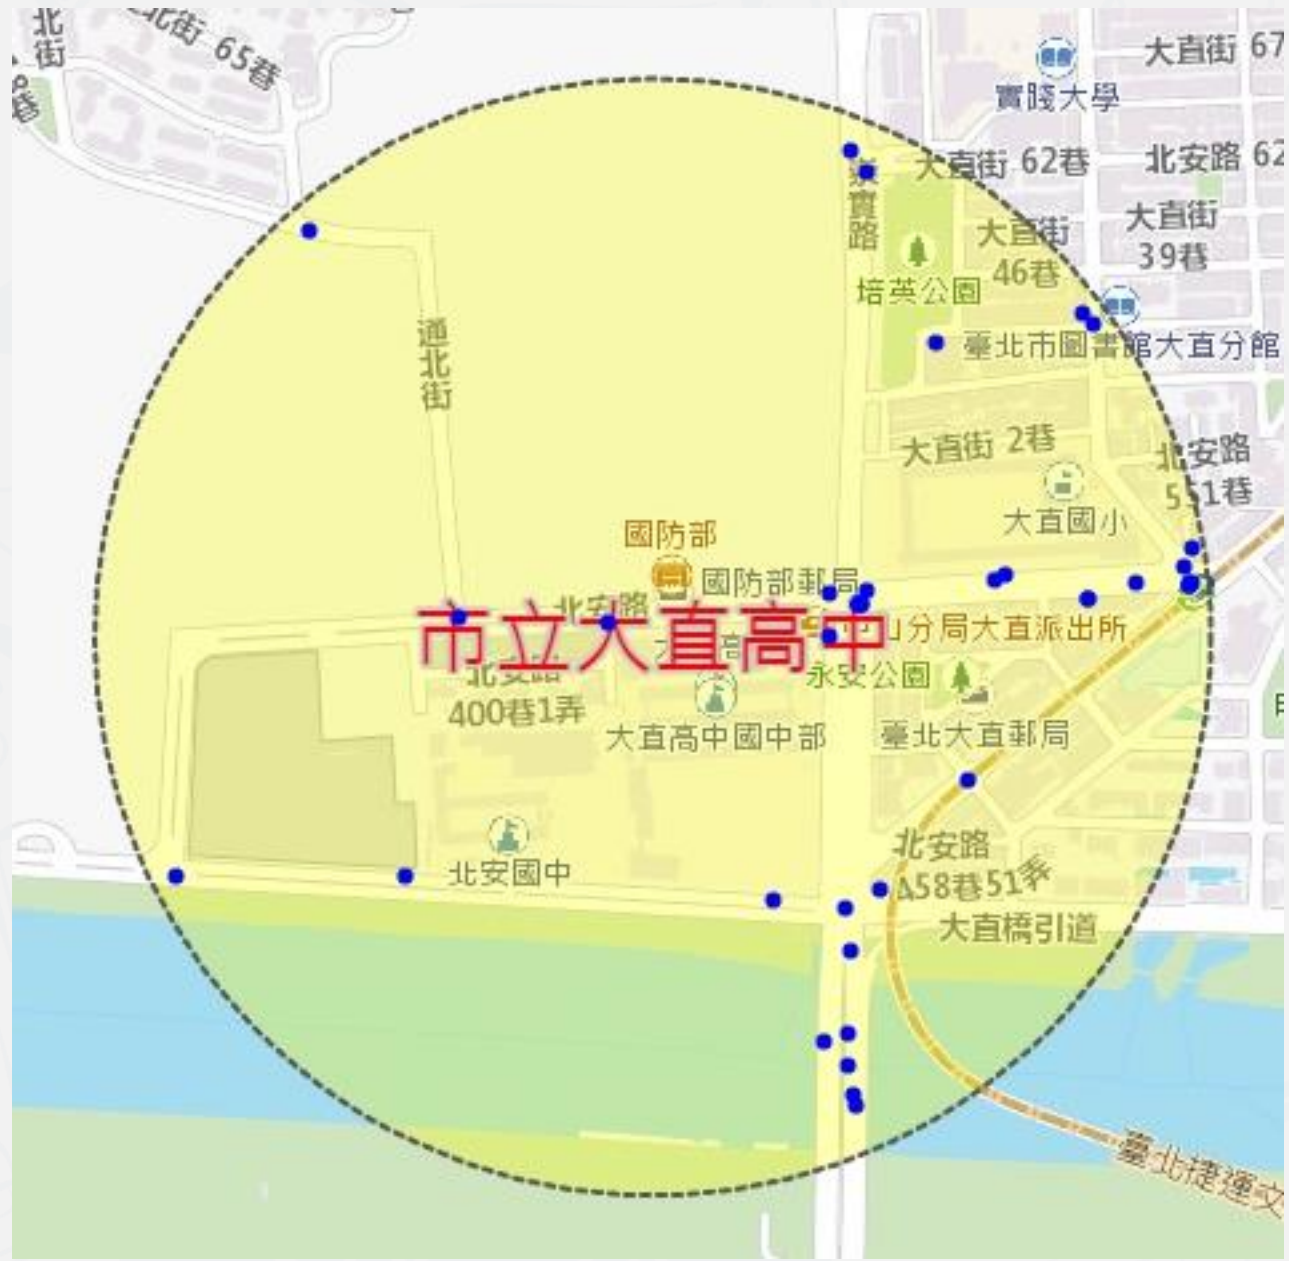 北街
北街 65巷
大直街 67
實踐大學
大直街 62巷
北安路 62
崇實路
大直街
46巷
大直街
39巷
培英公園
臺北市圖書館大直分館
通北街
大直街 2巷
北安路
551巷
大直國小
國防部
國防部郵局
北安路
市立大直高中
中山分局大直派出所
永安公園
北安路
400巷1弄
大直高中國中部
臺北大直郵局
北安國中
北安路
458巷51弄
大直橋引道
臺北捷運文